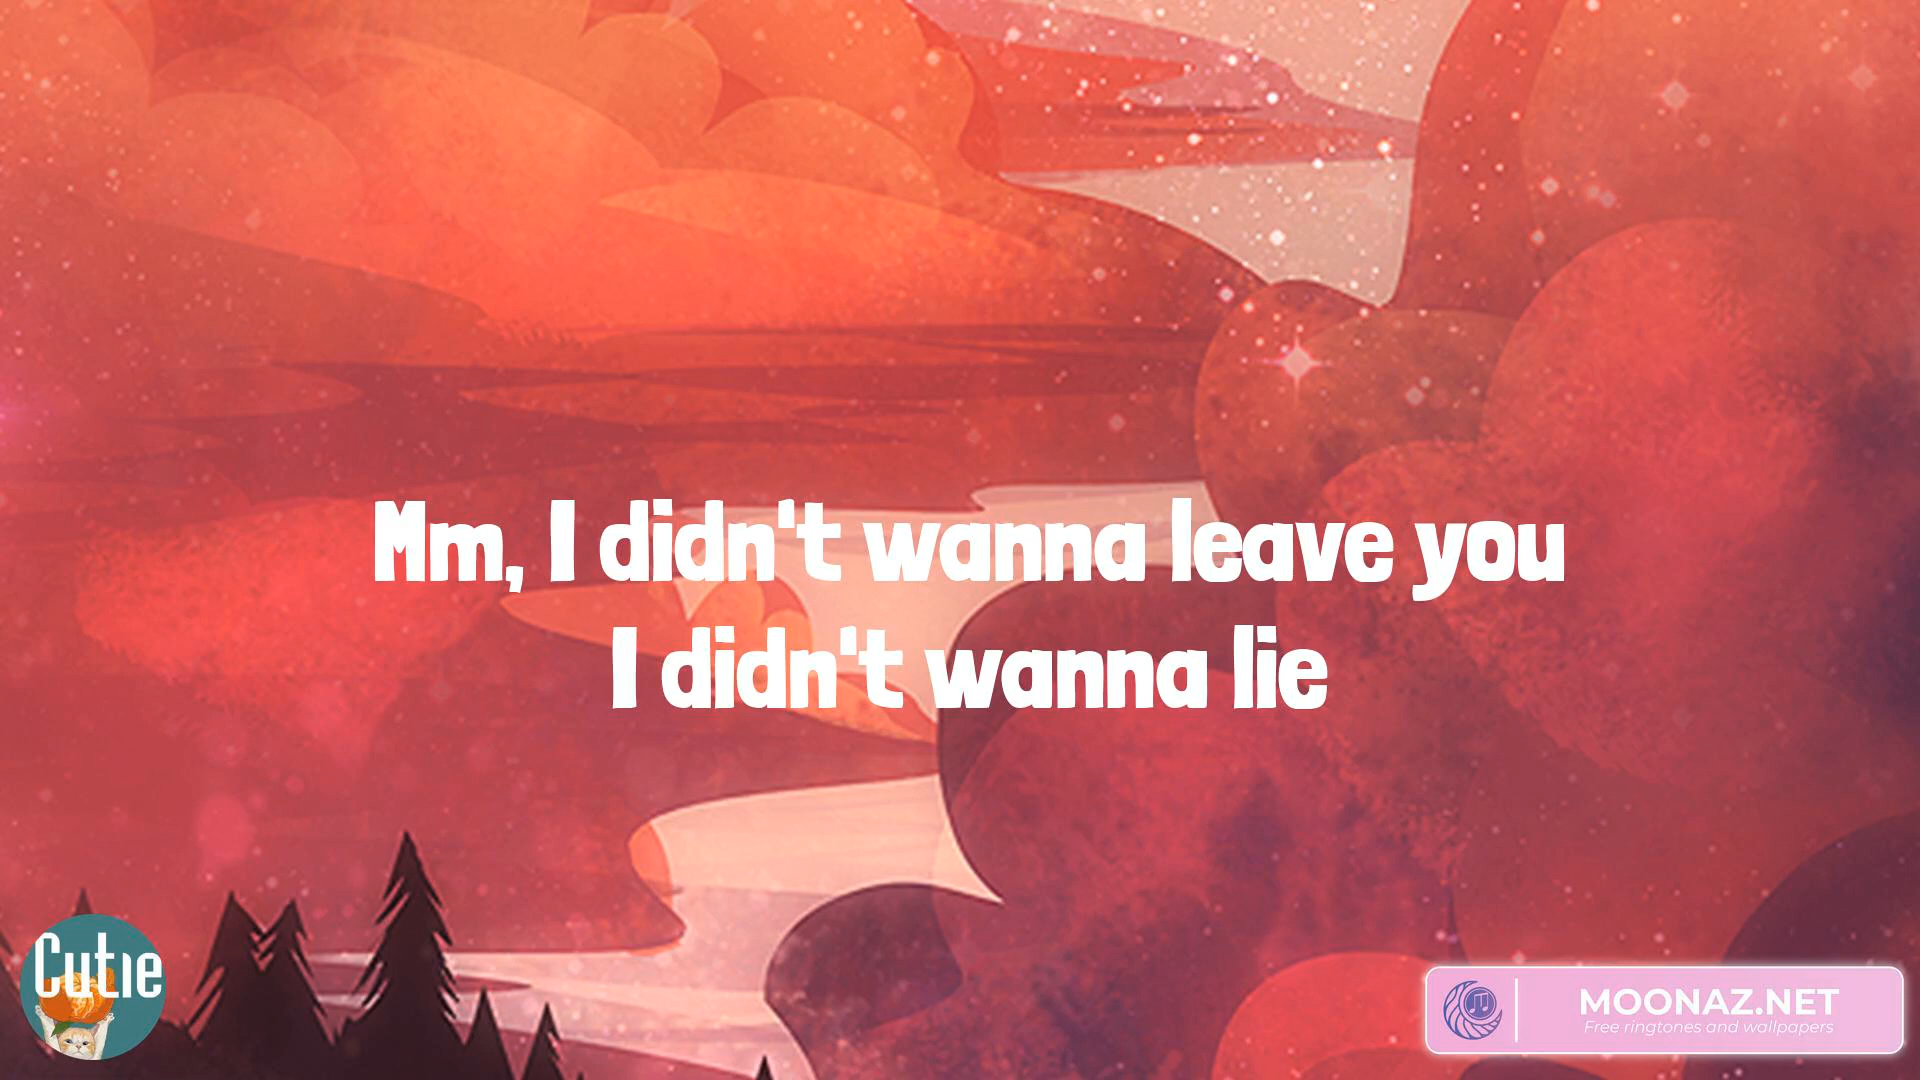 Mm, I didn't wanna leave you
I didn't wanna lie
Cutie
MOONAZ.NET
Free ringtones and wallpapers